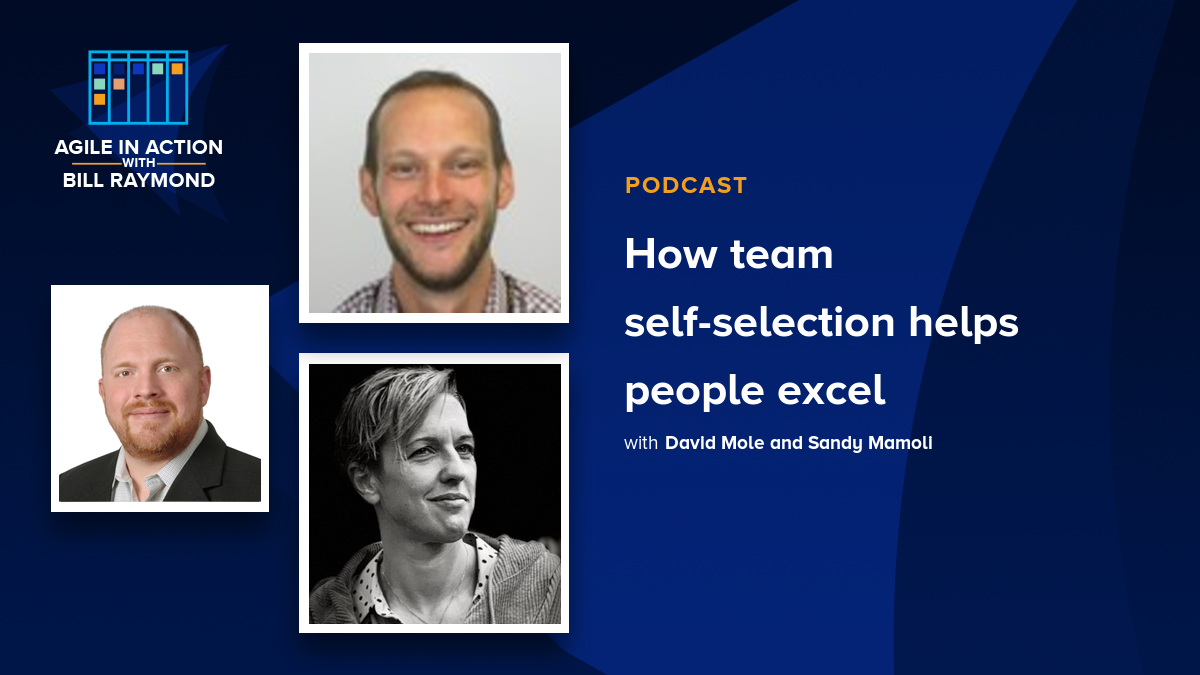 AGILE IN ACTION
WITH
BILL RAYMOND
PODCAST
How team
self-selection helps
people excel
with David Mole and Sandy Mamoli